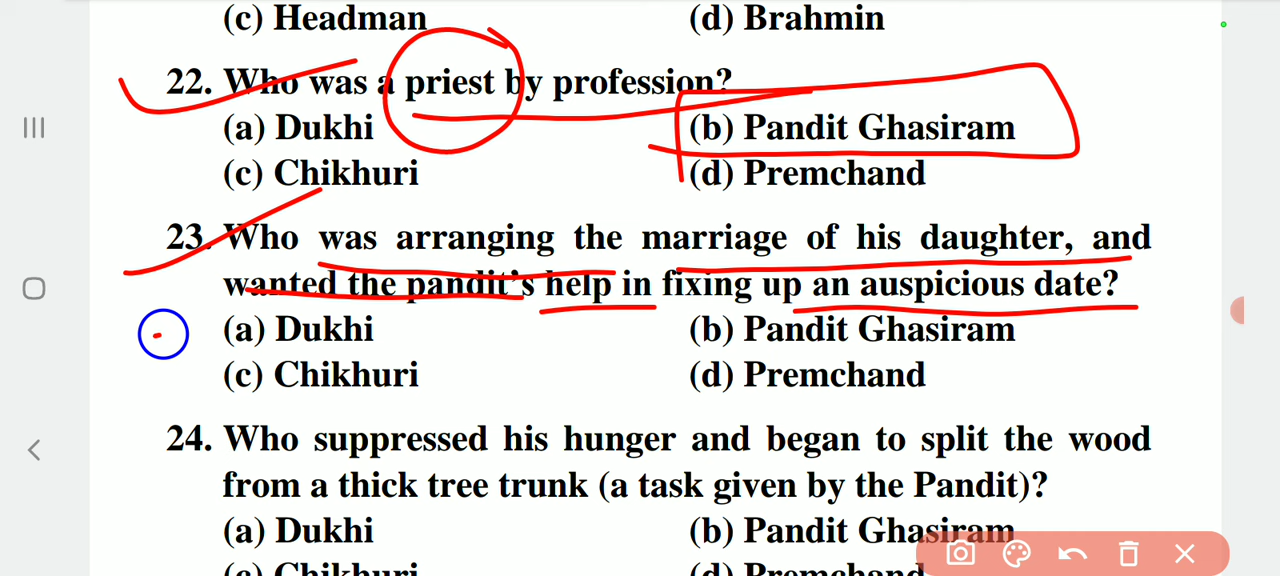 (c) Headman (d) Brahmin
22. Who was a priest by profession?
(a) Dukhi (b) Pandit Ghasiram
(c) Chikhuri (d) Premchand
23. Who was arranging the marriage of his daughter, and
wanted the pandit's help in fixing up an auspicious date?
(a) Dukhi (b) Pandit Ghasiram
(c) Chikhuri (d) Premchand
24. Who suppressed his hunger and began to split the wood
from a thick tree trunk (a task given by the Pandit)?
(a) Dukhi (b) Pandit Ghasiram
(c) Chikhuri (d) Premchand